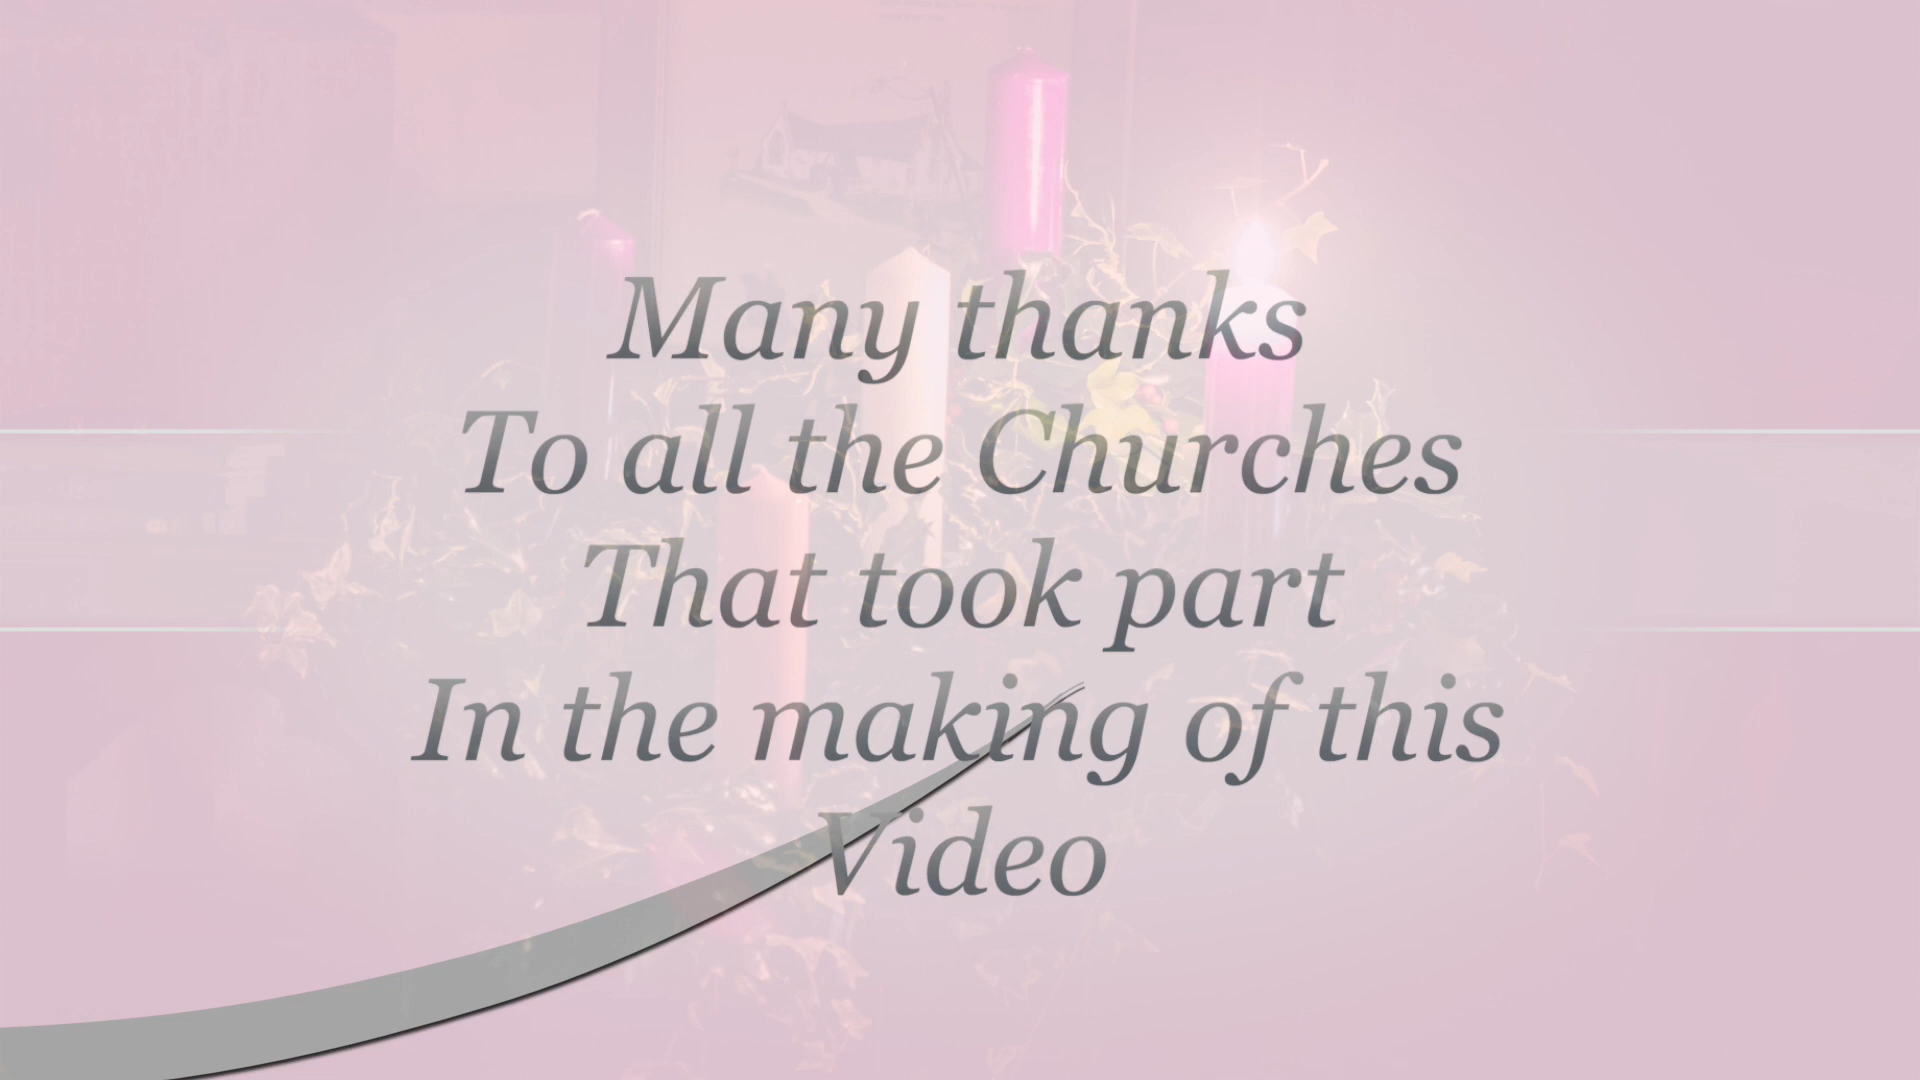 Many thanks
To all the Churches
That took part
In the making of this
Video